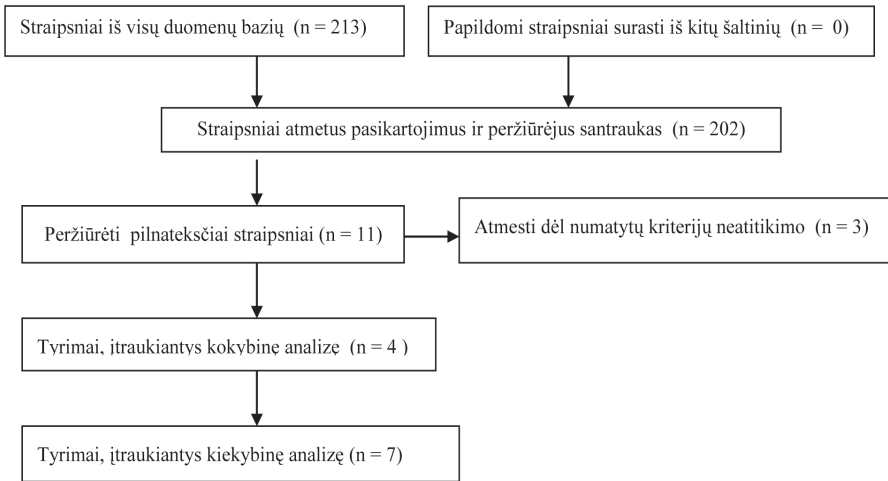 Straipsniai iš visų duomenų bazių (n = 213)
Papildomi straipsniai surasti iš kitų šaltinių (n = 0)
Straipsniai atmetus pasikartojimus ir peržiūrėjus santraukas (n = 202)
Peržiūrėti pilnateksčiai straipsniai (n = 11)
Atmesti dėl numatytų kriterijų neatitikimo (n = 3)
Tyrimai, įtraukiantys kokybinę analizę (n = 4 )
Tyrimai, įtraukiantys kiekybinę analizę (n = 7)